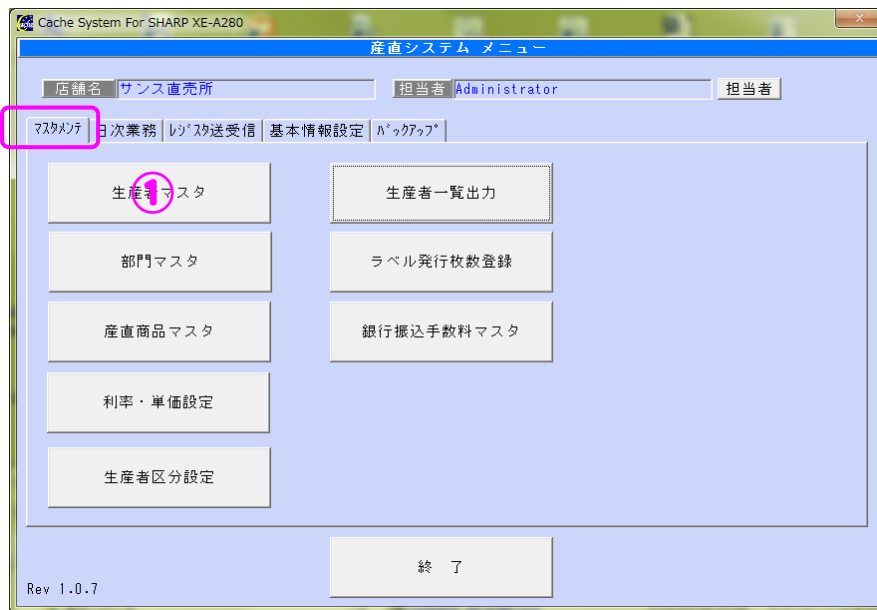 Cache System For SHARP XE-A280
産直システム メニュー
店舗名 サンス直売所 担当者 Administrator 担当者
ﾏｽﾀﾒﾝﾃ 日次業務 ﾚｼﾞｽﾀ送受信 基本情報設定 ﾊﾞｯｸｱｯﾌﾟ
生産者マスタ ① 生産者一覧出力
部門マスタ ラベル発行枚数登録
産直商品マスタ 銀行振込手数料マスタ
利率・単価設定
生産者区分設定
終 了
Rev 1.0.7